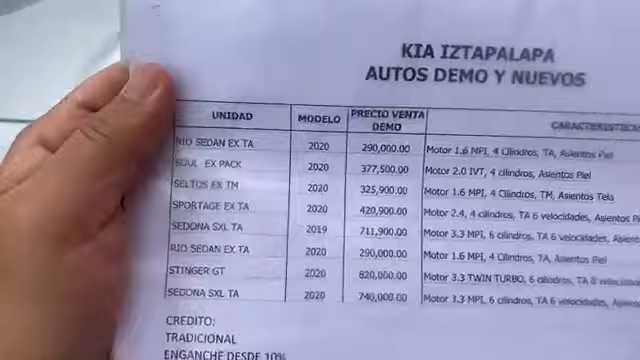 KIA IZTAPALAPA
AUTOS DEMO Y NUEVOS
UNIDAD MODELO PRECIO VENTA DEMO
RIO SEDAN EX TA 2020 290,000.00 Motor 1.6 MPI, 4 Cilindros, TA, Asientos Piel
SOUL EX PACK 2020 377,500.00 Motor 2.0 IVT, 4 cilindros, Asientos Piel
SELTOS EX TM 2020 325,900.00 Motor 1.6 MPI, 4 Cilindros, TM, Asientos Tela
SPORTAGE EX TA 2020 420,900.00 Motor 2.4, 4 cilindros, TA 6 velocidades, Asientos
SEDONA SXL TA 2019 711,900.00 Motor 3.3 MPI, 6 cilindros, TA 6 velocidades, Asientos
RIO SEDAN EX TA 2020 290,000.00 Motor 1.6 MPI, 4 Cilindros, TA, Asientos Piel
STINGER GT 2020 820,000.00 Motor 3.3 TWIN TURBO, 6 cilindros, TA
SEDONA SXL TA 2020 740,000.00 Motor 3.3 MPI, 6 cilindros, TA 6 velocidades, Asientos
CREDITO:
TRADICIONAL
ENGANCHE DESDE 10%